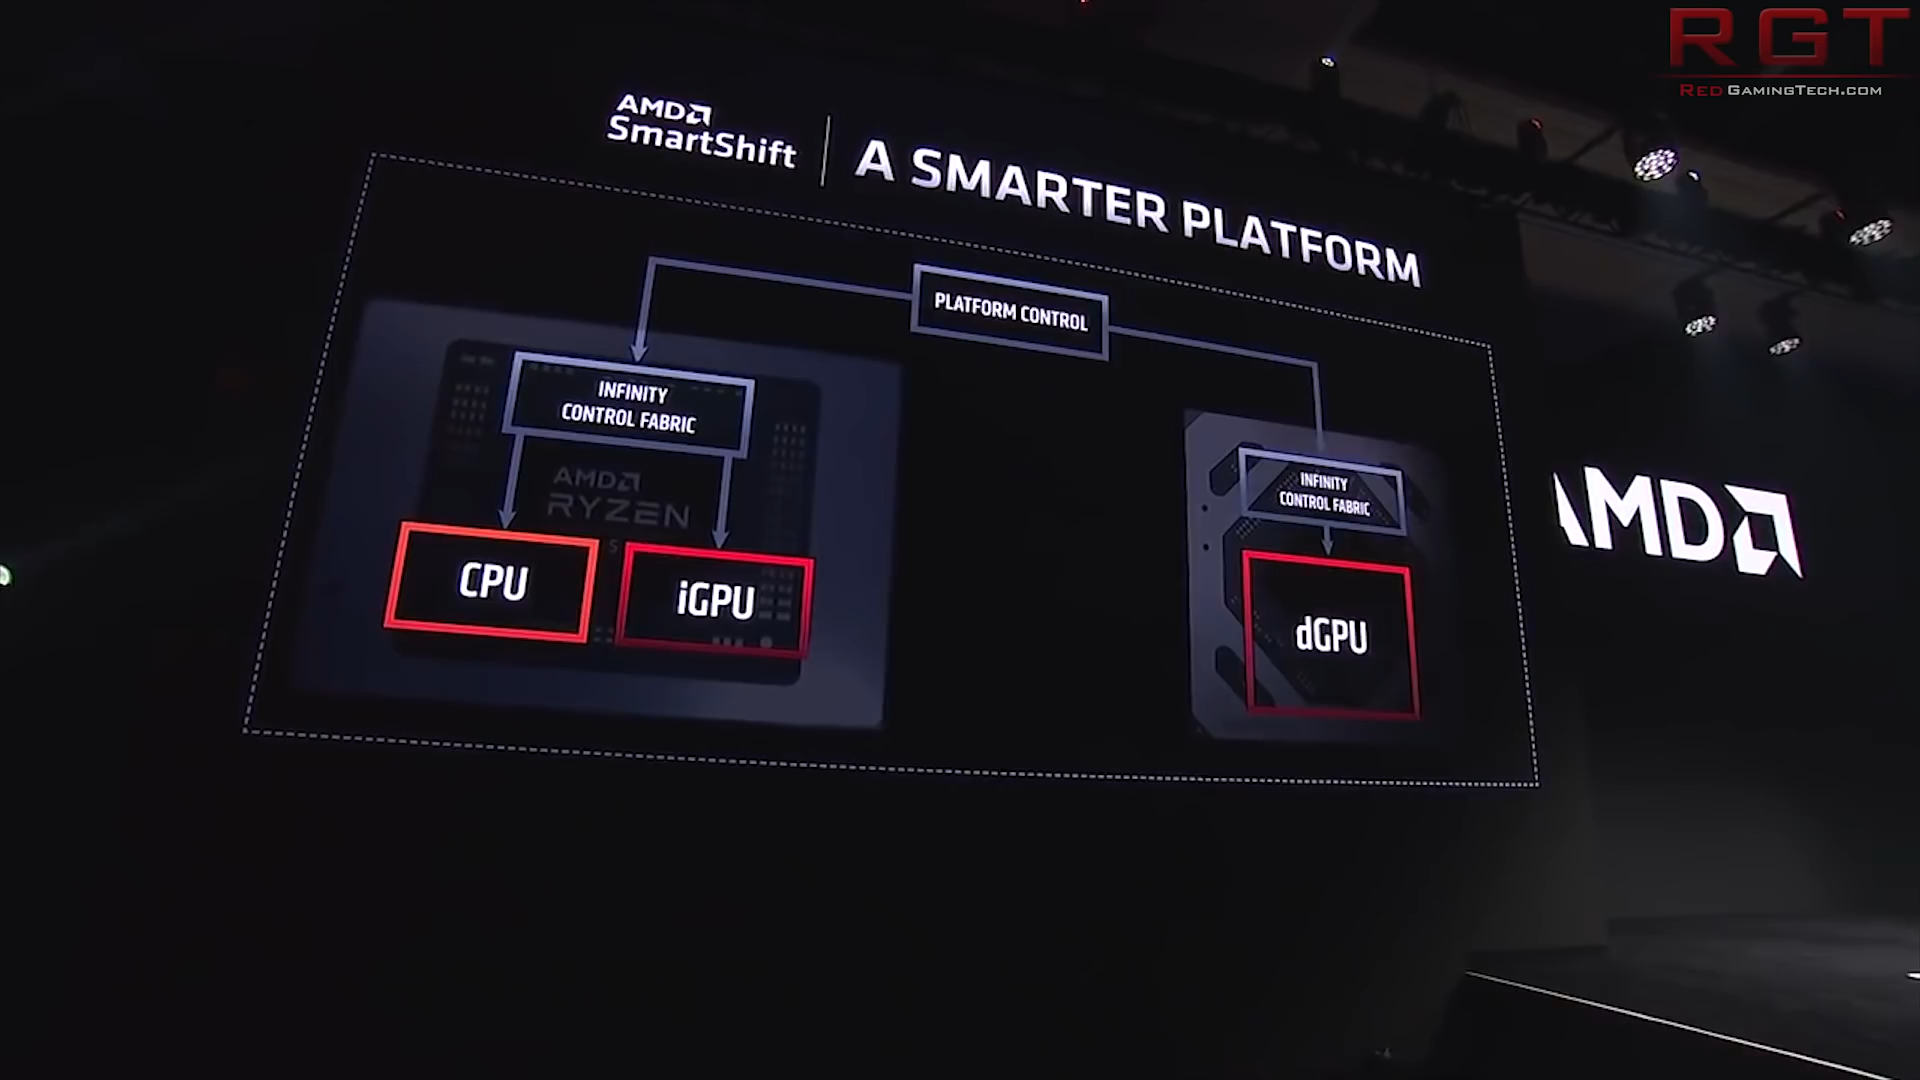 RGT
RedGamingTech.com
AMD
SmartShift
A SMARTER PLATFORM
PLATFORM CONTROL
INFINITY
CONTROL FABRIC
INFINITY
CONTROL FABRIC
AMD
RYZEN
5
CPU
iGPU
dGPU
AMD